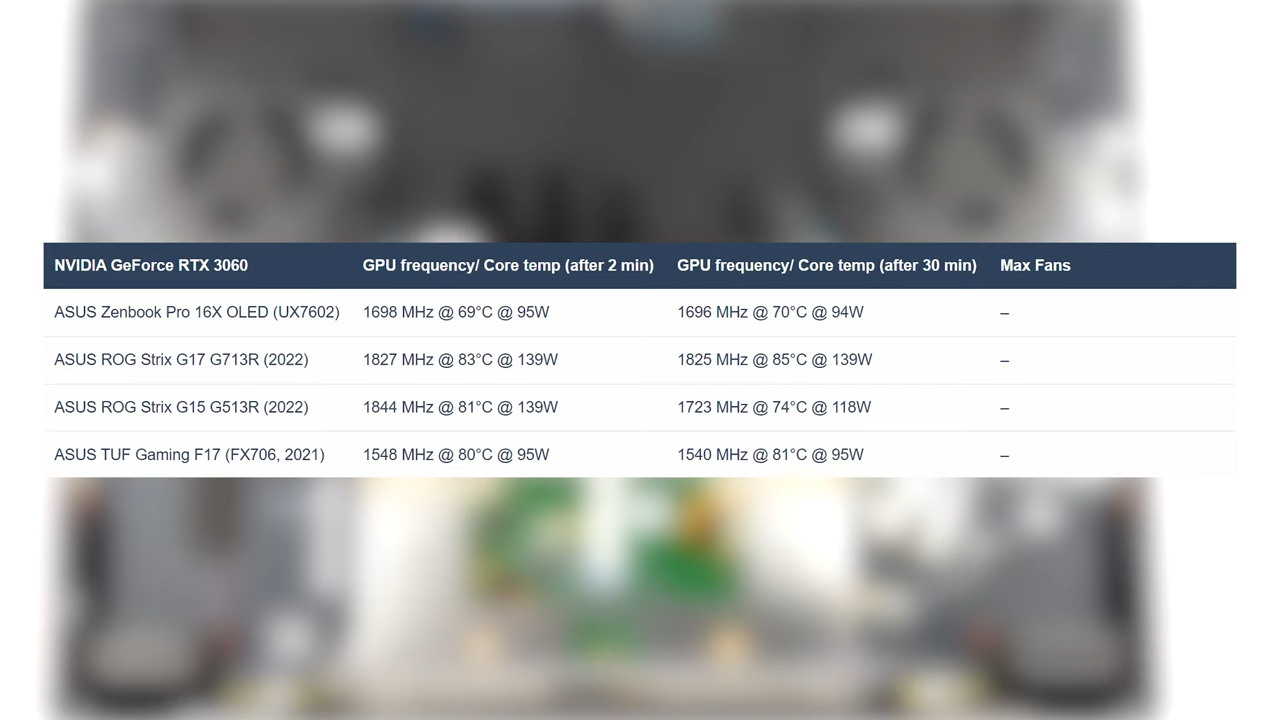 NVIDIA GeForce RTX 3060 GPU frequency/ Core temp (after 2 min) GPU frequency/ Core temp (after 30 min) Max Fans
ASUS Zenbook Pro 16X OLED (UX7602) 1698 MHz @ 69°C @ 95W 1696 MHz @ 70°C @ 94W –
ASUS ROG Strix G17 G713R (2022) 1827 MHz @ 83°C @ 139W 1825 MHz @ 85°C @ 139W –
ASUS ROG Strix G15 G513R (2022) 1844 MHz @ 81°C @ 139W 1723 MHz @ 74°C @ 118W –
ASUS TUF Gaming F17 (FX706, 2021) 1548 MHz @ 80°C @ 95W 1540 MHz @ 81°C @ 95W –